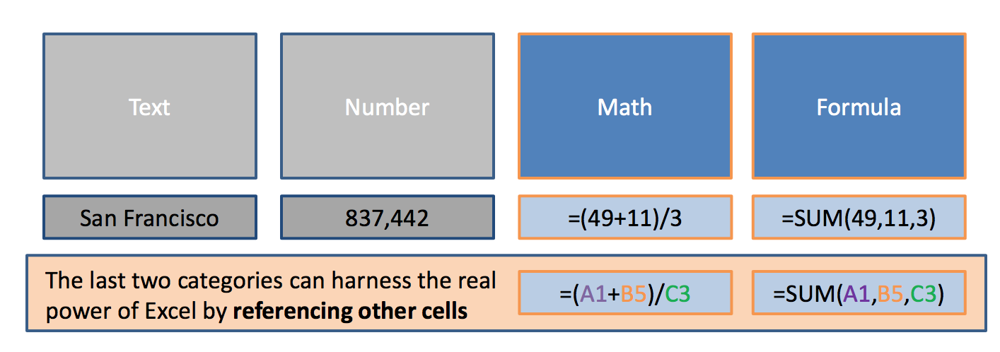 Text
Number
Math
Formula
San Francisco
837,442
=(49+11)/3
=SUM(49,11,3)
The last two categories can harness the real
power of Excel by referencing other cells
=(A1+B5)/C3
=SUM(A1,B5,C3)